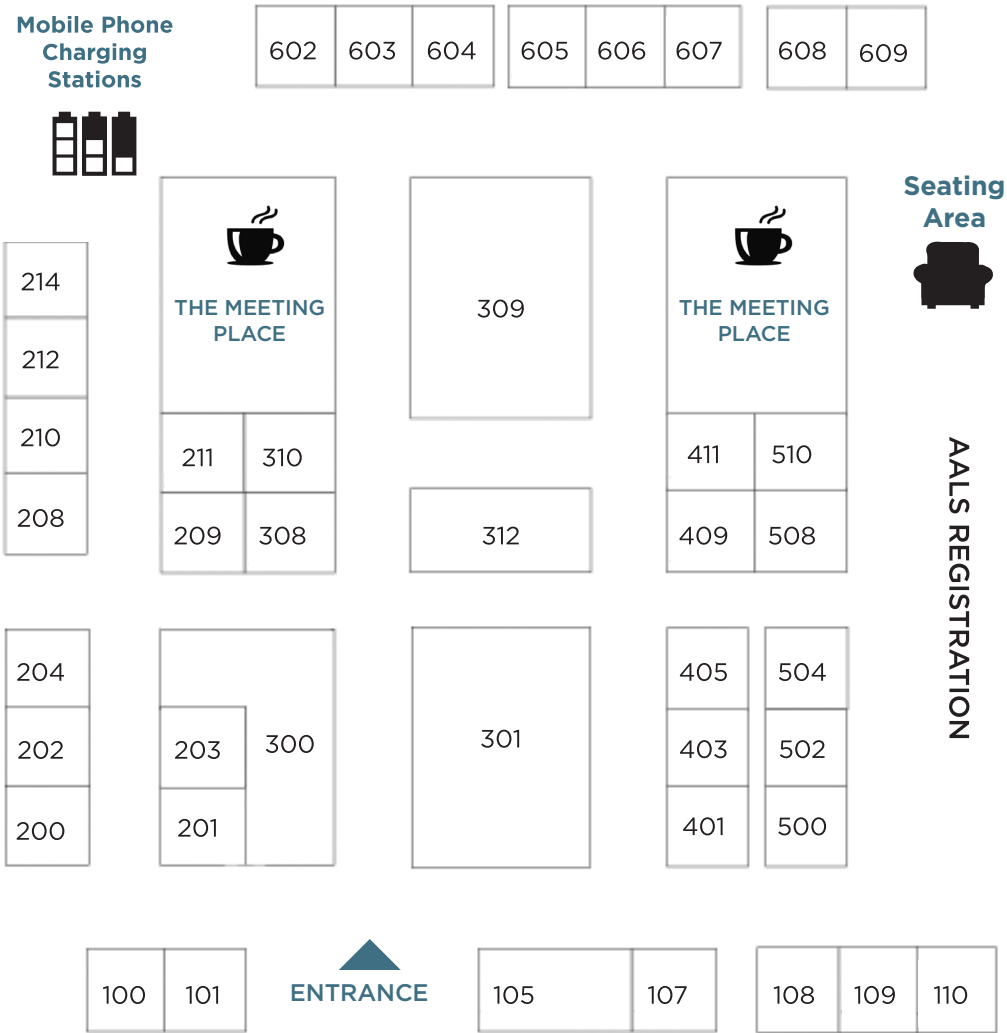 Mobile Phone
Charging
Stations
602 603 604 605 606 607 608 609
Seating
Area
THE MEETING
PLACE
309
THE MEETING
PLACE
214
212
210
208
211 310
209 308
312
411 510
409 508
AALS REGISTRATION
204
202
200
203 300
201
301
405 504
403 502
401 500
100 101
ENTRANCE
105 107
108 109 110